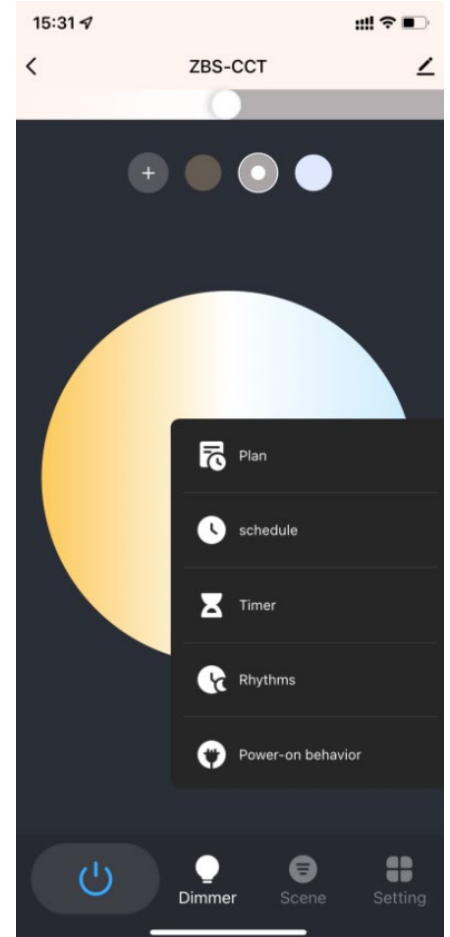 15:31
ZBS-CCT
Plan
schedule
Timer
Rhythms
Power-on behavior
Dimmer
Scene
Setting